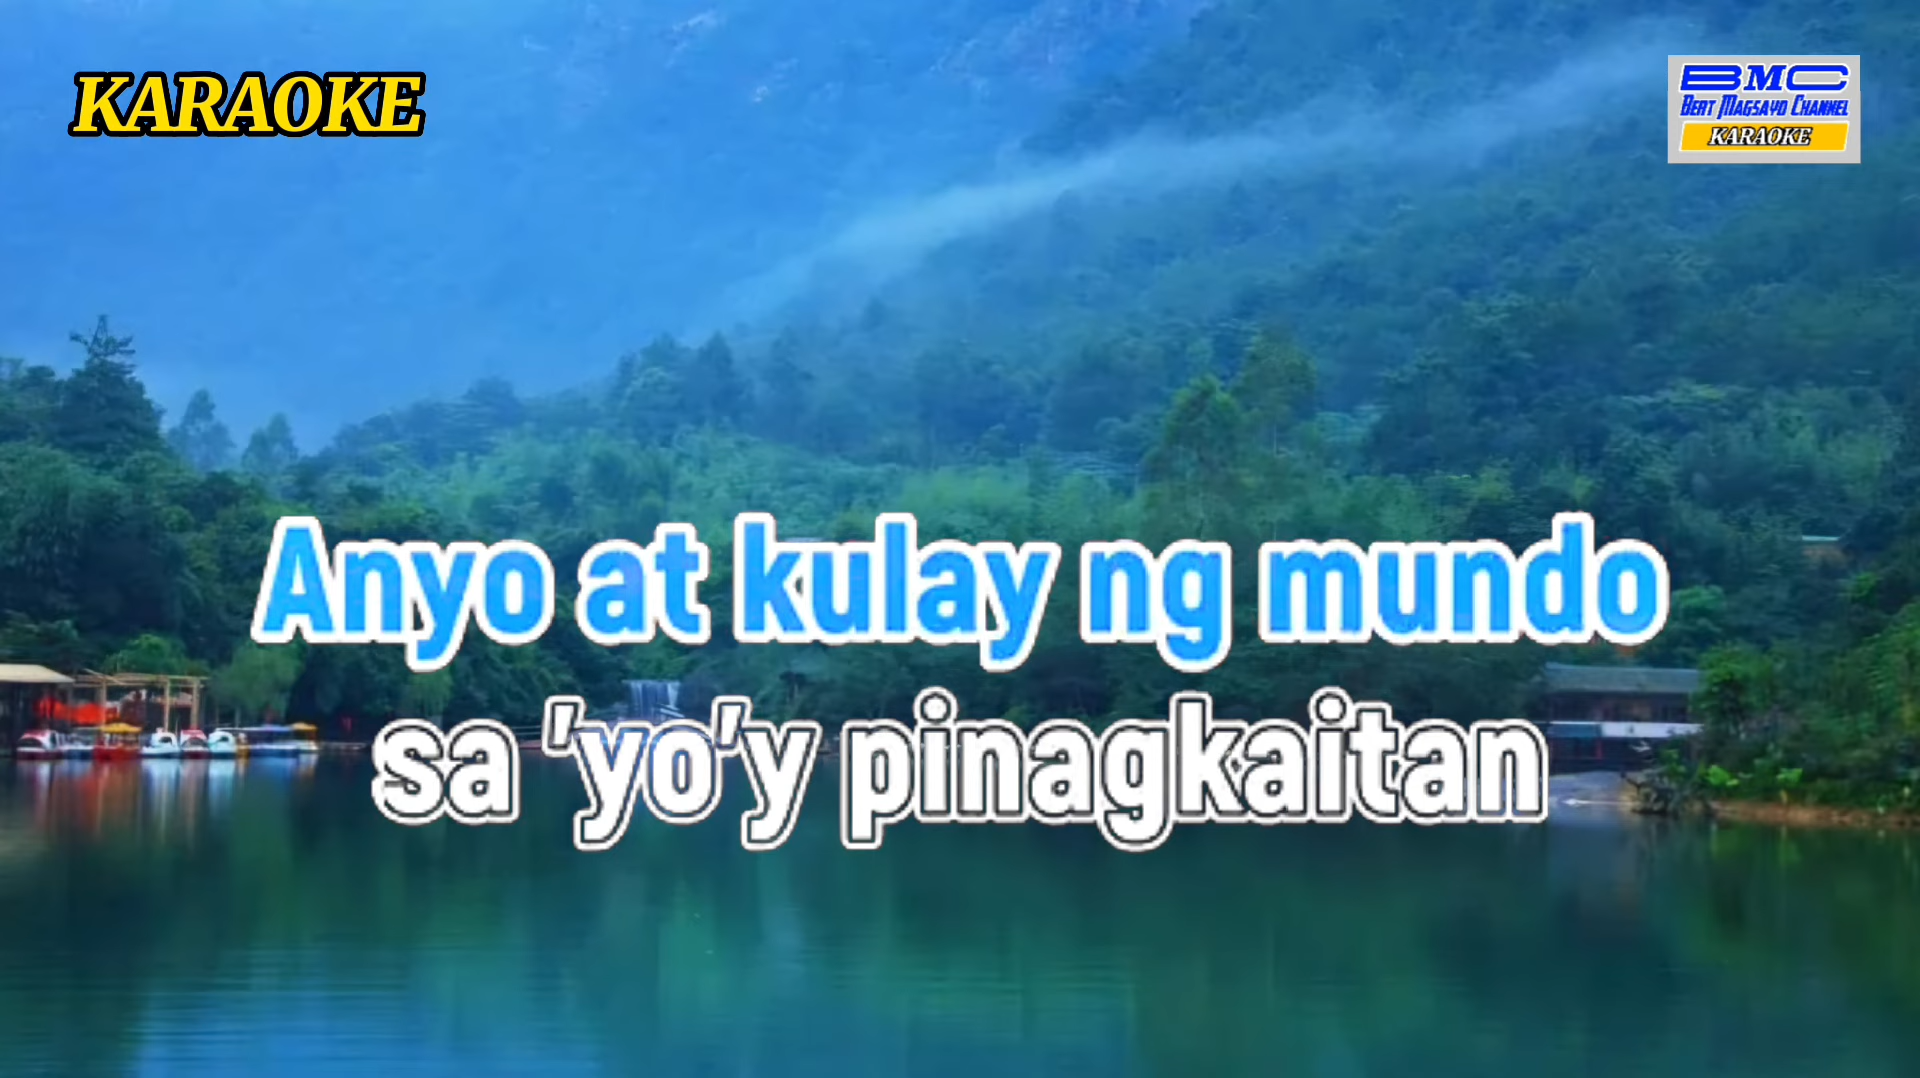 KARAOKE
BMC
BERT MAGSAYO CHANNEL
KARAOKE
Anyo at kulay ng mundo
sa 'yo'y pinagkaitan